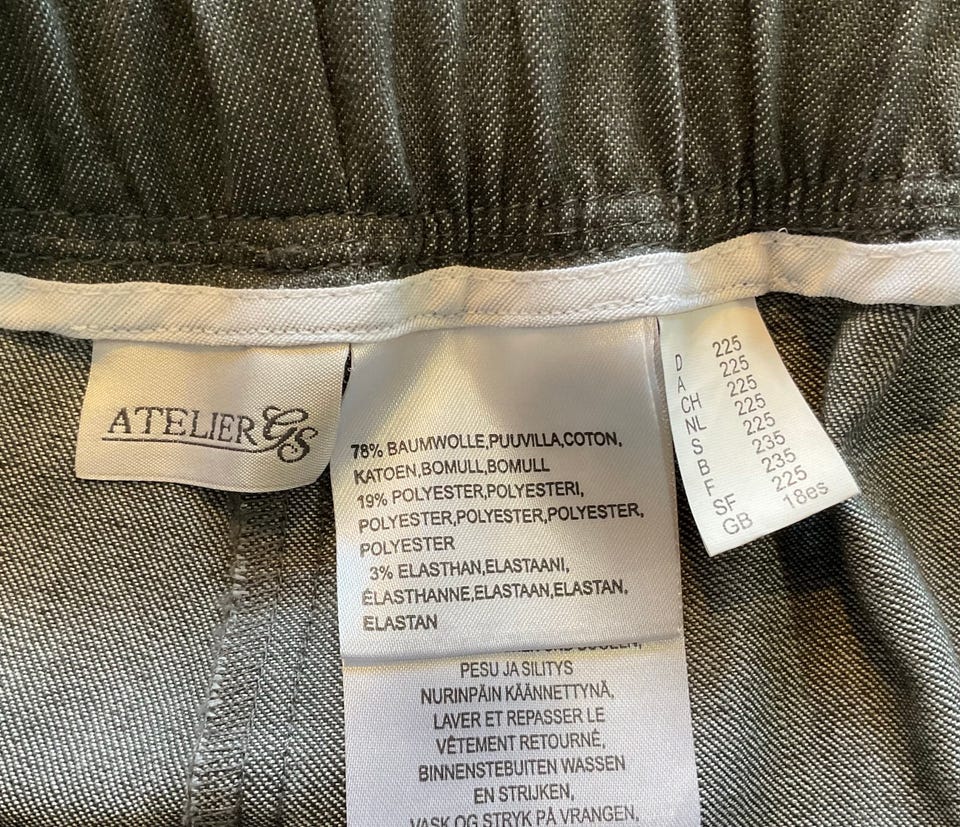 ATELIER GS
78% BAUMWOLLE,PUUVILLA,COTON,
KATOEN,BOMULL,BOMULL
19% POLYESTER,POLYESTERI,
POLYESTER,POLYESTER,POLYESTER,
POLYESTER
3% ELASTHAN,ELASTAANI,
ÉLASTHANNE,ELASTAAN,ELASTAN,
ELASTAN
PESU JA SILITYS
NURINPÄIN KÄÄNNETTYNÄ,
LAVER ET REPASSER LE
VÊTEMENT RETOURNÉ,
BINNENSTEBUITEN WASSEN
EN STRIJKEN,
VASK OG STRYK PÅ VRANGEN,
D 225
A 225
CH 225
NL 225
S 225
B 235
F 235
SF 225
GB 18es